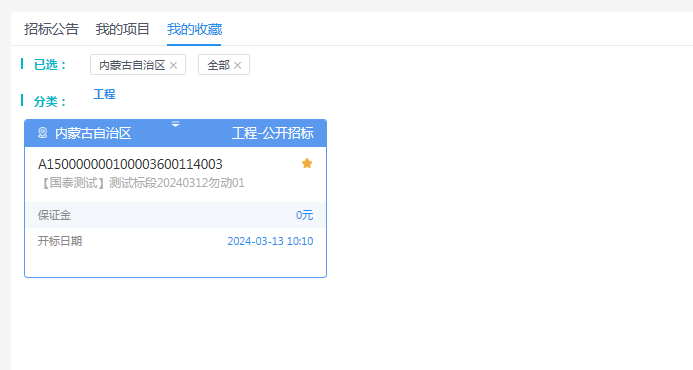 招标公告 我的项目 我的收藏
已选： 内蒙古自治区 × 全部 ×
分类： 工程
内蒙古自治区 工程-公开招标
A150000000100003600114003
【国泰测试】测试标段20240312勿动01
保证金 0元
开标日期 2024-03-13 10:10